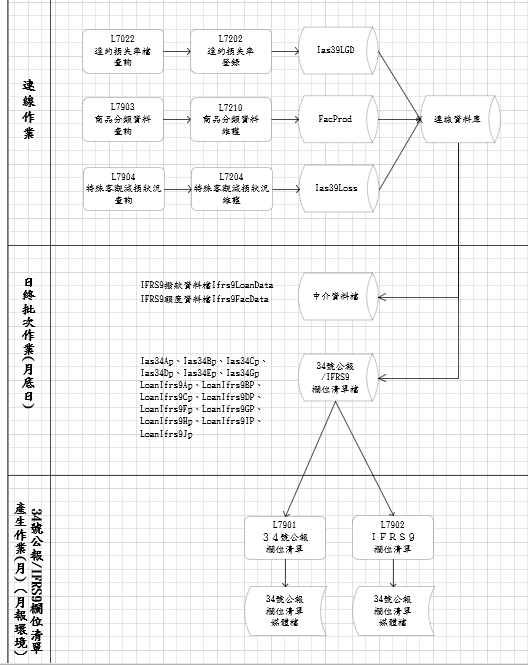 連線作業
L7022
違約損失率檔
查詢
L7202
違約損失率
登錄
Ias39LGD
L7903
商品分類資料
查詢
L7210
商品分類資料
維護
FacProd
連線資料庫
L7904
特殊客觀減損狀況
查詢
L7204
特殊客觀減損狀況
維護
Ias39Loss
日終批次作業(月底日)
IFRS9撥款資料檔Ifrs9LoanData
IFRS9額度資料檔Ifrs9FacData
中介資料檔
Ias34Ap、Ias34Bp、Ias34Cp、
Ias34Dp、Ias34Ep、Ias34Gp
LoanIfrs9Ap、LoanIfrs9BP、
LoanIfrs9Cp、LoanIfrs9DP、
LoanIfrs9Fp、LoanIfrs9GP、
LoanIfrs9Hp、LoanIfrs9IP、
LoanIfrs9Jp
34號公報
/IFRS9
欄位清單檔
34號公報/IFRS9欄位清單
產生作業(月)(月報環境)
L7901
３４號公報
欄位清單
L7902
ＩＦＲＳ９
欄位清單
34號公報
欄位清單
媒體檔
34號公報
欄位清單
媒體檔